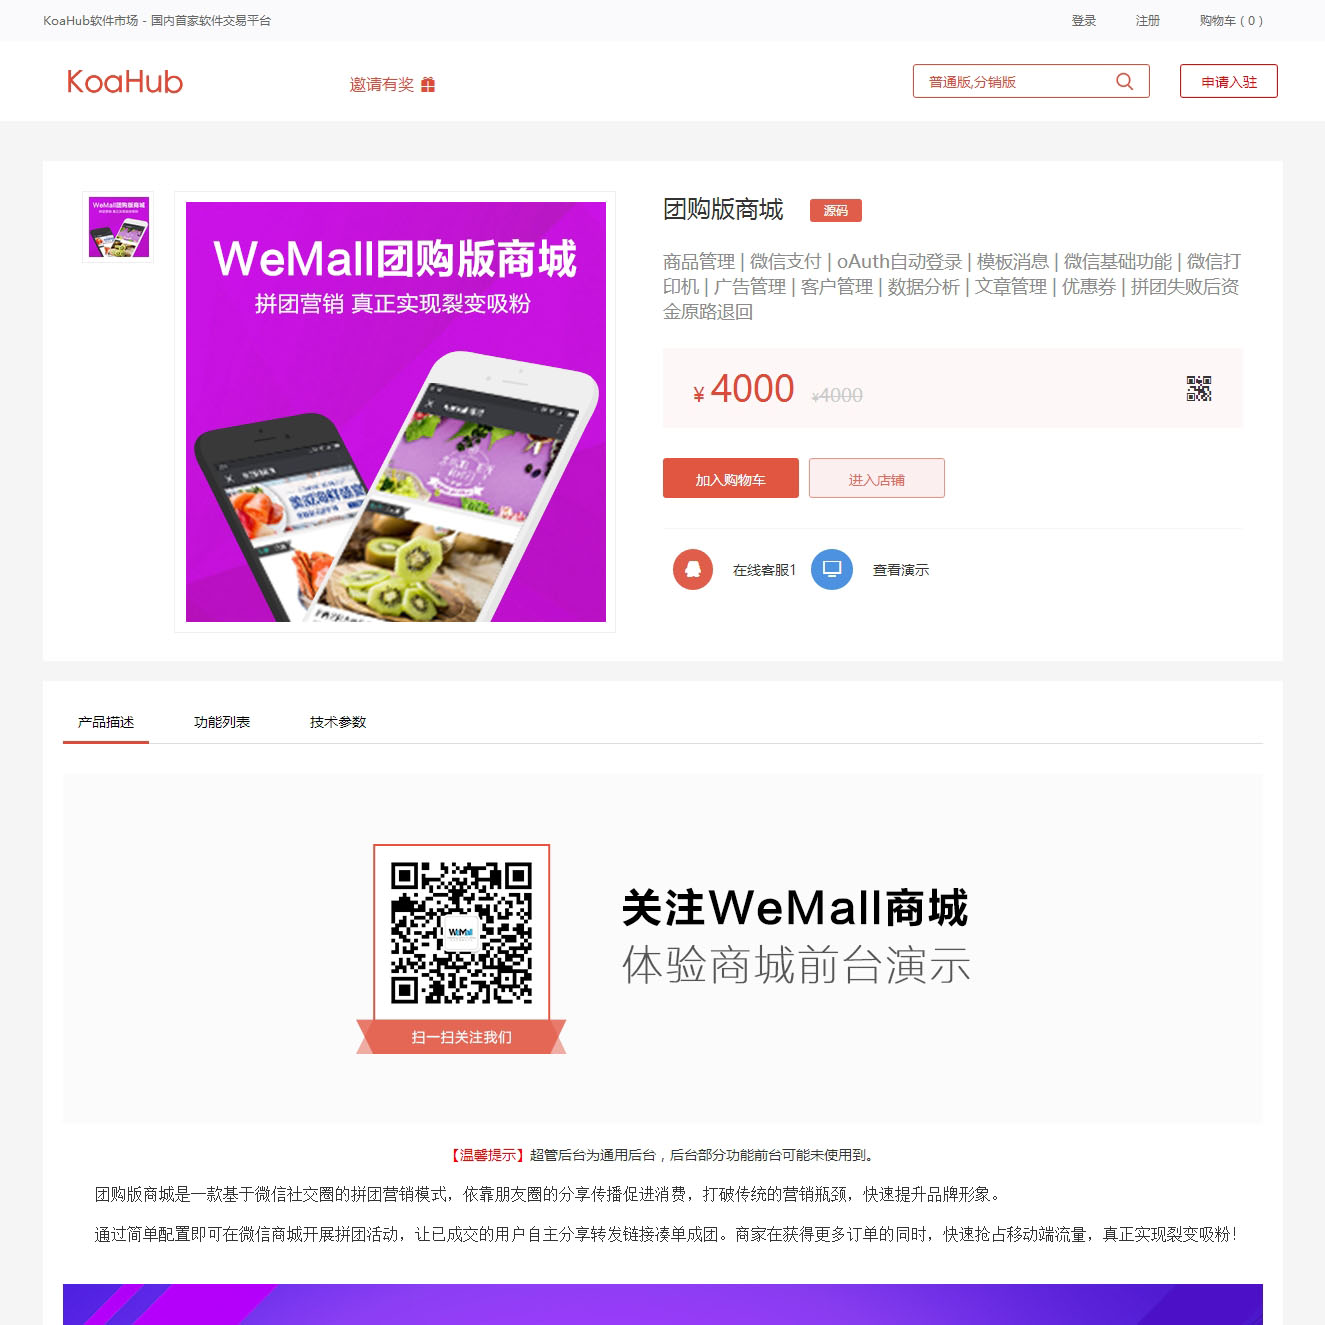 KoaHub软件市场 - 国内首家软件交易平台
登录
注册
购物车 ( 0 )
KoaHub
邀请有奖
普通版,分销版
申请入驻
WeMall团购版商城
WeMall团购版商城
拼团营销 真正实现裂变吸粉
团购版商城
源码
商品管理 | 微信支付 | oAuth自动登录 | 模板消息 | 微信基础功能 | 微信打
印机 | 广告管理 | 客户管理 | 数据分析 | 文章管理 | 优惠券 | 拼团失败后资
金原路退回
¥ 4000 ¥4000
加入购物车
进入店铺
在线客服1
查看演示
产品描述
功能列表
技术参数
WeMall
扫一扫关注我们
关注WeMall商城
体验商城前台演示
【温馨提示】超管后台为通用后台，后台部分功能前台可能未使用到。
团购版商城是一款基于微信社交圈的拼团营销模式，依靠朋友圈的分享传播促进消费，打破传统的营销瓶颈，快速提升品牌形象。
通过简单配置即可在微信商城开展拼团活动，让已成交的用户自主分享转发链接凑单成团。商家在获得更多订单的同时，快速抢占移动端流量，真正实现裂变吸粉！